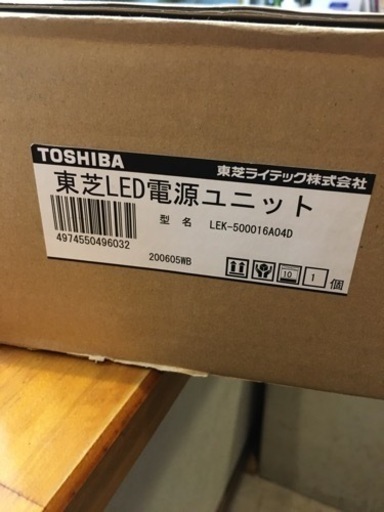 TOSHIBA 東芝ライテック株式会社
東芝LED電源ユニット
型 名 LEK-500016A04D
4974550496032
200605WB
10 1 個